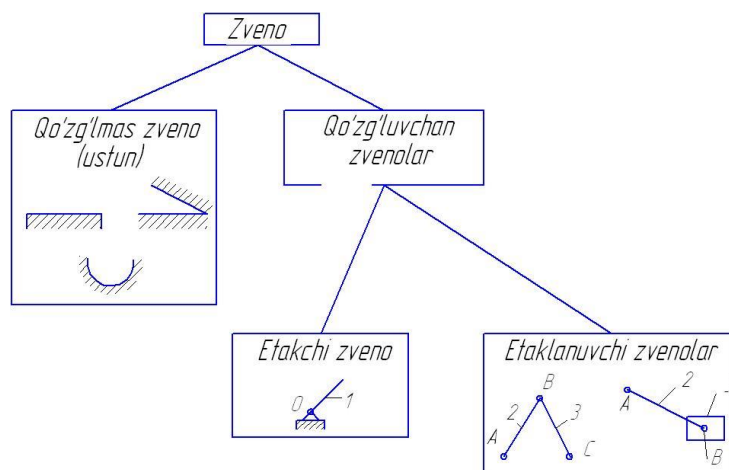 Zveno
Qo'zg'lmas zveno
(ustun)
Qo'zg'luvchan
zvenolar
Etakchi zveno
O
1
Etaklanuvchi zvenolar
B
2
3
A
C
A
2
B